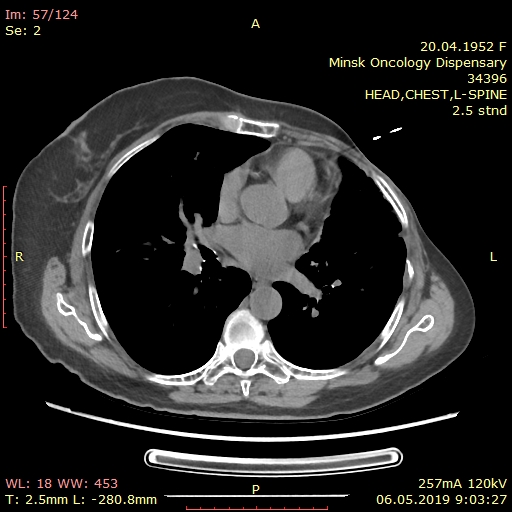 Im: 57/124
Se: 2
A
20.04.1952 F
Minsk Oncology Dispensary
34396
HEAD,CHEST,L-SPINE
2.5 stnd
R
L
WL: 18 WW: 453
T: 2.5mm L: -280.8mm
P
257mA 120kV
06.05.2019 9:03:27